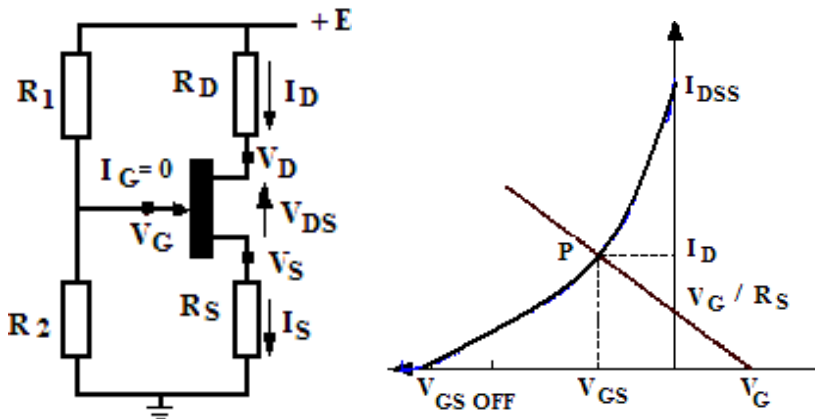 + E
R1
RD
ID
IG = 0
VD
VDS
VG
VS
R2
RS
IS
IDSS
P
ID
VG / RS
VGS OFF
VGS
VG